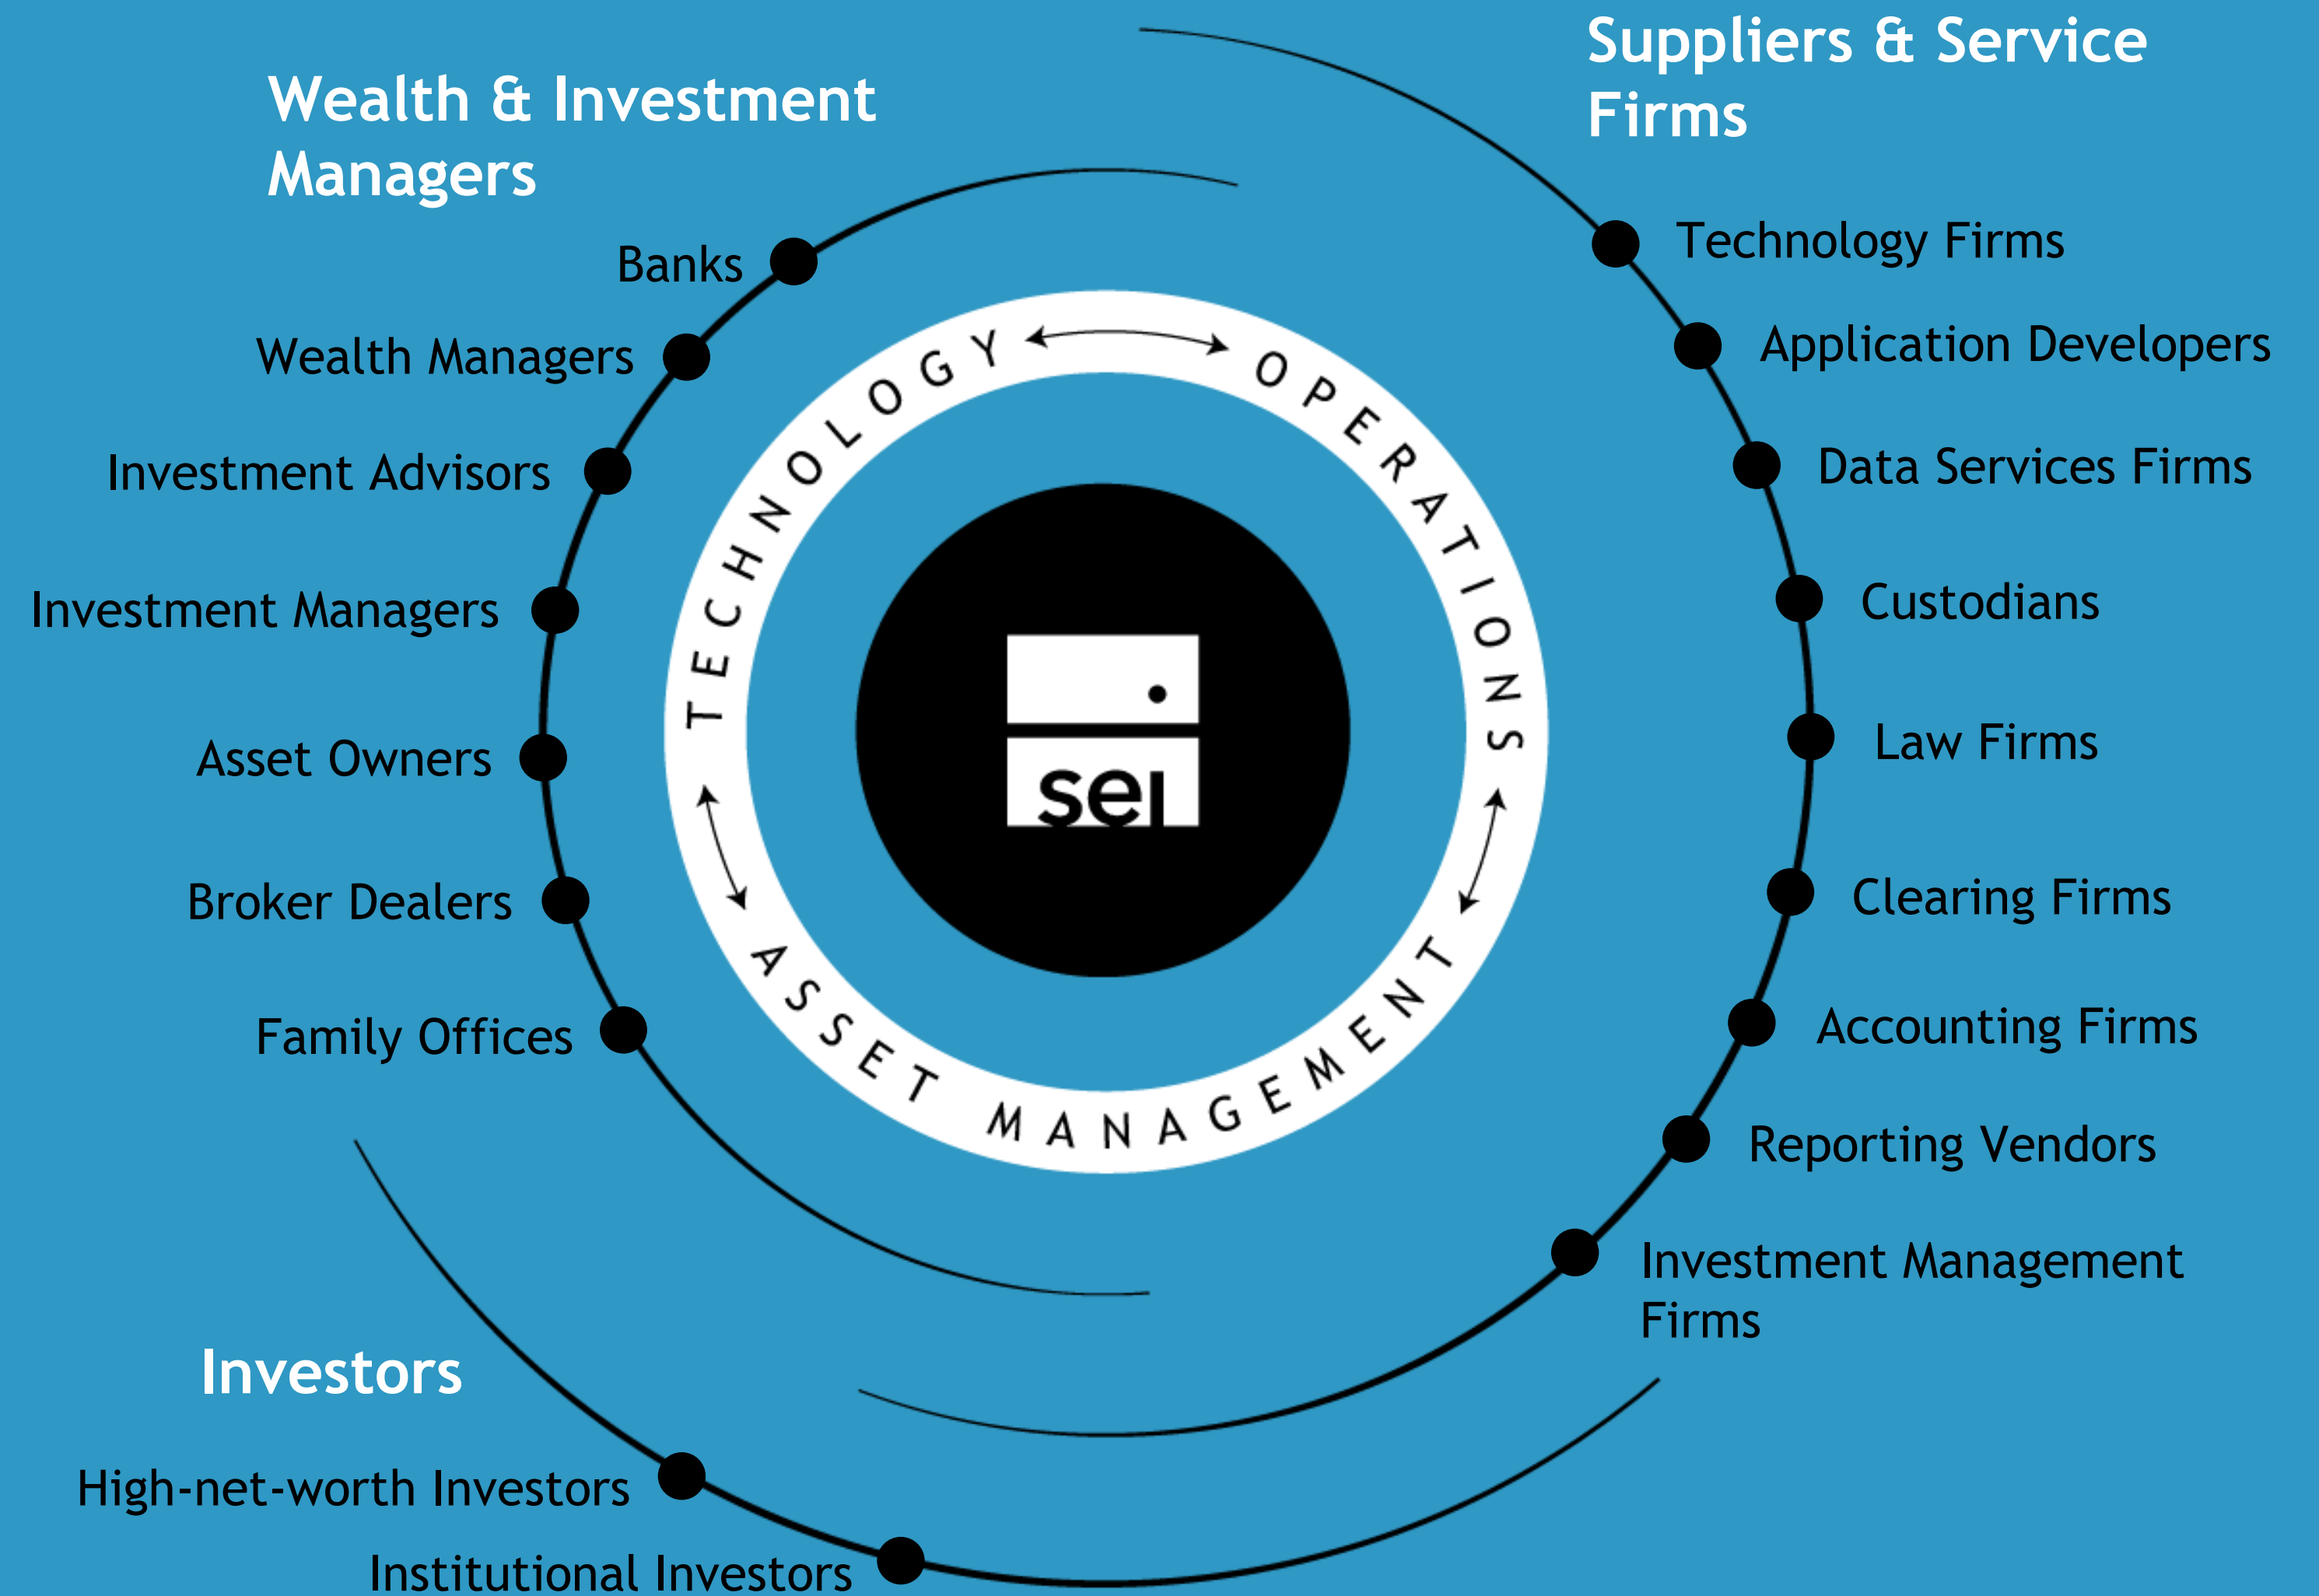 Wealth & Investment
Managers
Banks
Wealth Managers
Investment Advisors
Investment Managers
Asset Owners
Broker Dealers
Family Offices
Investors
High-net-worth Investors
Institutional Investors
TECHNOLOGY
OPERATIONS
ASSET MANAGEMENT
sei
Suppliers & Service
Firms
Technology Firms
Application Developers
Data Services Firms
Custodians
Law Firms
Clearing Firms
Accounting Firms
Reporting Vendors
Investment Management
Firms